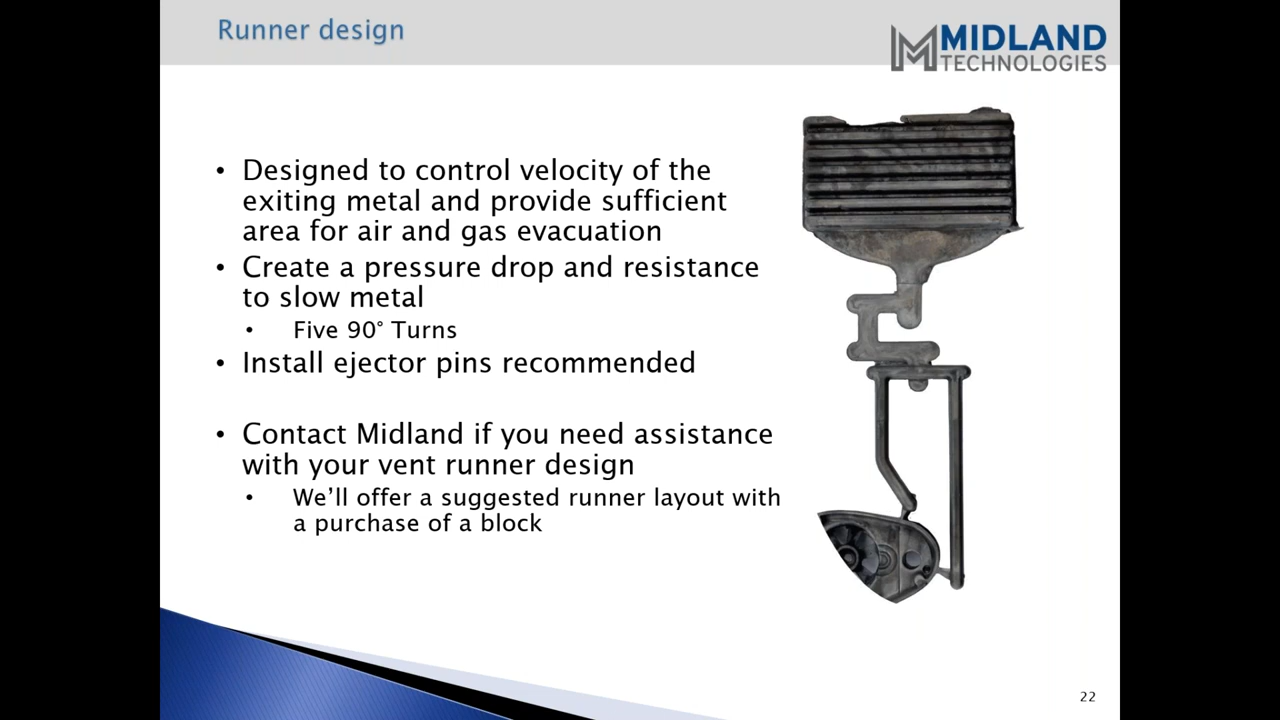 Runner design
MIDLAND
TECHNOLOGIES
• Designed to control velocity of the
exiting metal and provide sufficient
area for air and gas evacuation
• Create a pressure drop and resistance
to slow metal
• Five 90° Turns
• Install ejector pins recommended
• Contact Midland if you need assistance
with your vent runner design
• We’ll offer a suggested runner layout with
a purchase of a block
22